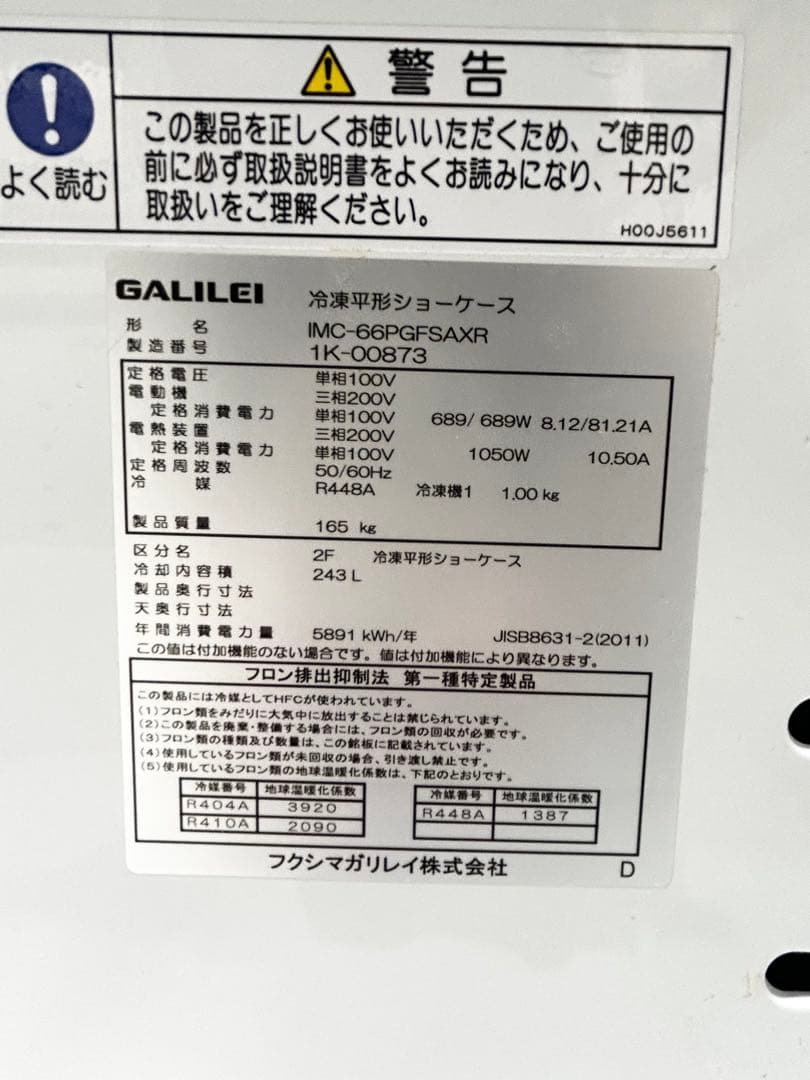 警告
よく読む
この製品を正しくお使いいただくため、ご使用の
前に必ず取扱説明書をよくお読みになり、十分に
取扱いをご理解ください。
H00J5611
GALILEI 冷凍平形ショーケース
形名 IMC-66PGFSAXR
製造番号 1K-00873
定格電圧 単相100V
電動機 三相200V
定格消費電力 単相100V 689/ 689W 8.12/81.21A
電熱装置 三相200V
定格消費電力 単相100V 1050W 10.50A
定格周波数 50/60Hz
冷媒 R448A 冷凍機1 1.00 kg
製品質量 165 kg
区分名 2F 冷凍平形ショーケース
冷却内容積 243 L
製品奥行寸法
天奥行寸法
年間消費電力量 5891 kWh/年 JISB8631-2(2011)
この値は付加機能のない場合です。値は付加機能により異なります。
フロン排出抑制法 第一種特定製品
この製品には冷媒としてHFCが使われています。
(1)フロン類をみだりに大気中に放出することは禁じられています。
(2)この製品を廃棄・整備する場合には、フロン類の回収が必要です。
(3)フロン類の種類及び数量は、この銘板に記載されています。
(4)使用しているフロン類が未回収の場合、引き渡し禁止です。
(5)使用しているフロン類の地球温暖化係数は、下記のとおりです。
冷媒番号 地球温暖化係数 冷媒番号 地球温暖化係数
R404A 3920 R448A 1387
R410A 2090
フクシマガリレイ株式会社 D